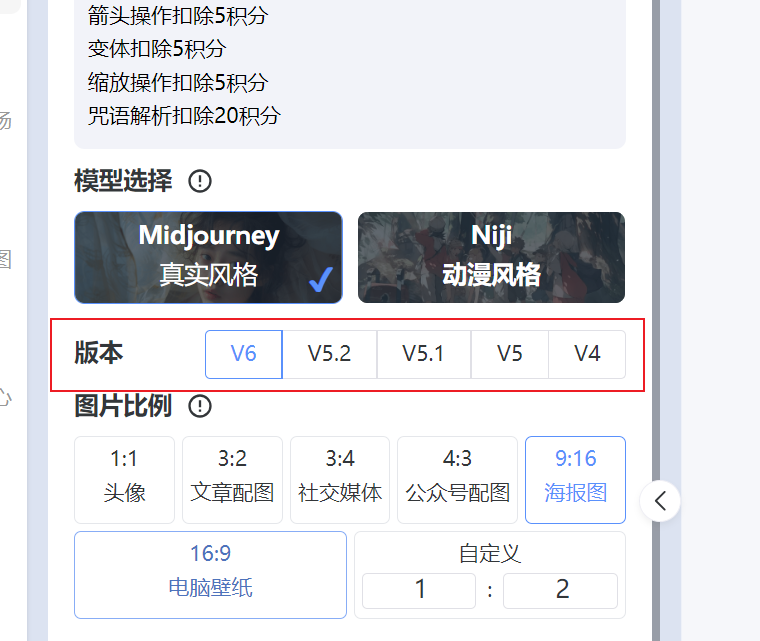 箭头操作扣除5积分
变体扣除5积分
缩放操作扣除5积分
咒语解析扣除20积分
场
模型选择
Midjourney
真实风格
Niji
动漫风格
图
版本 V6 V5.2 V5.1 V5 V4
图片比例
心
1:1 3:2 3:4 4:3 9:16
头像 文章配图 社交媒体 公众号配图 海报图
16:9 自定义
电脑壁纸 1 : 2